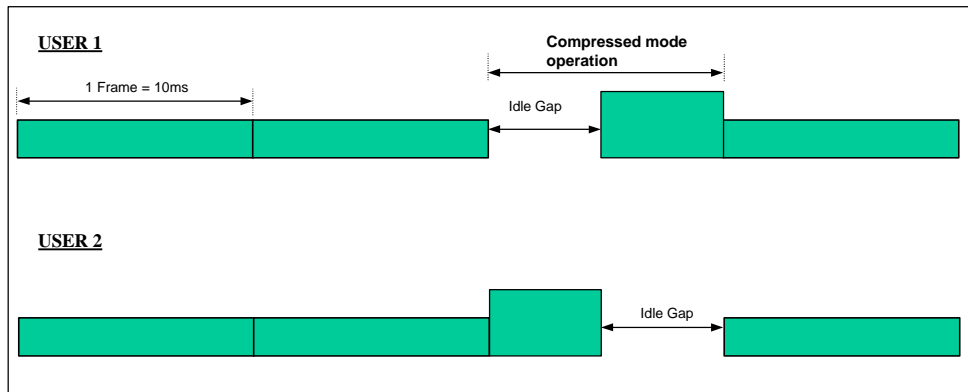 USER 1
Compressed mode
operation
1 Frame = 10ms
Idle Gap
USER 2
Idle Gap